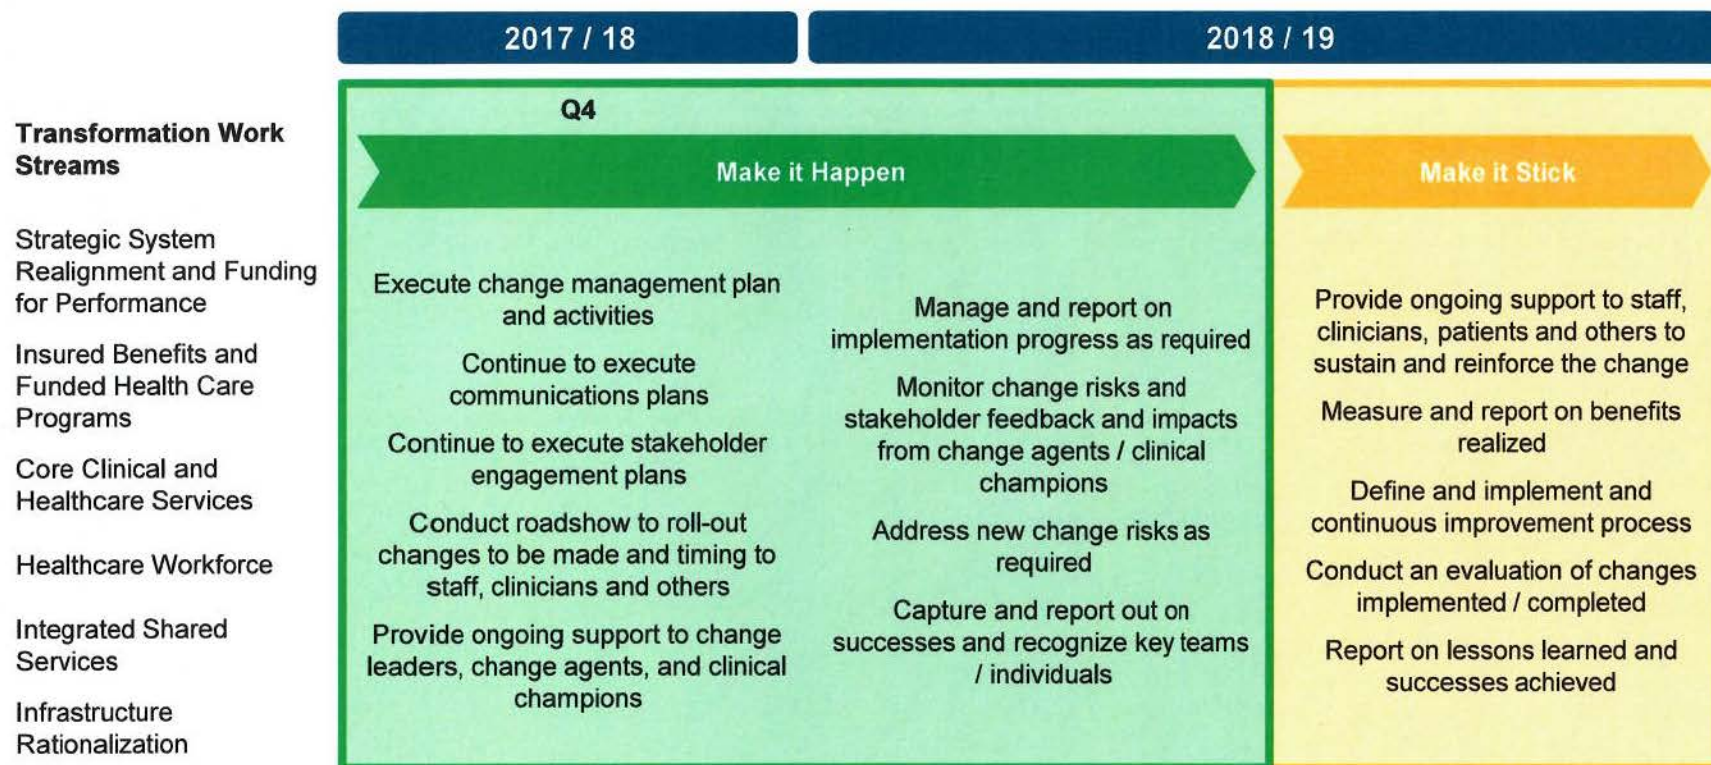 2017 / 18
2018 / 19
Transformation Work
Streams
Q4
Make it Happen
Make it Stick
Strategic System
Realignment and Funding
for Performance
Insured Benefits and
Funded Health Care
Programs
Core Clinical and
Healthcare Services
Healthcare Workforce
Integrated Shared
Services
Infrastructure
Rationalization
Execute change management plan
and activities
Continue to execute
communications plans
Continue to execute stakeholder
engagement plans
Conduct roadshow to roll-out
changes to be made and timing to
staff, clinicians and others
Provide ongoing support to change
leaders, change agents, and clinical
champions
Manage and report on
implementation progress as required
Monitor change risks and
stakeholder feedback and impacts
from change agents / clinical
champions
Address new change risks as
required
Capture and report out on
successes and recognize key teams
/ individuals
Provide ongoing support to staff,
clinicians, patients and others to
sustain and reinforce the change
Measure and report on benefits
realized
Define and implement and
continuous improvement process
Conduct an evaluation of changes
implemented / completed
Report on lessons learned and
successes achieved